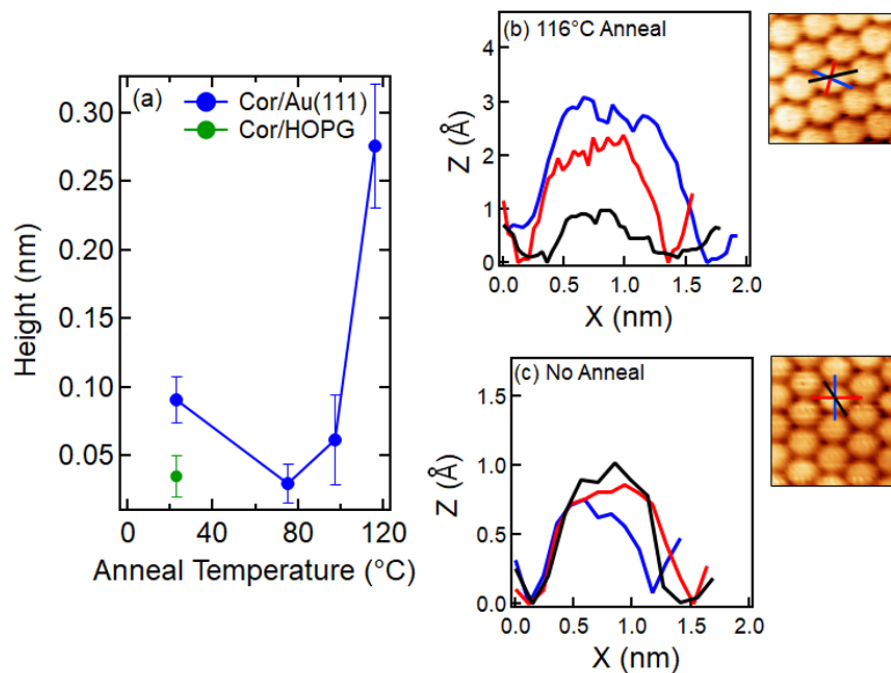 (a)
Cor/Au(111)
Cor/HOPG
0.30
0.25
0.20
0.15
0.10
0.05
Height (nm)
0 40 80 120
Anneal Temperature (°C)
(b) 116°C Anneal
5
4
3
2
1
0
Z (Å)
0.0 0.5 1.0 1.5 2.0
X (nm)
(c) No Anneal
1.5
1.0
0.5
0.0
Z (Å)
0.0 0.5 1.0 1.5 2.0
X (nm)